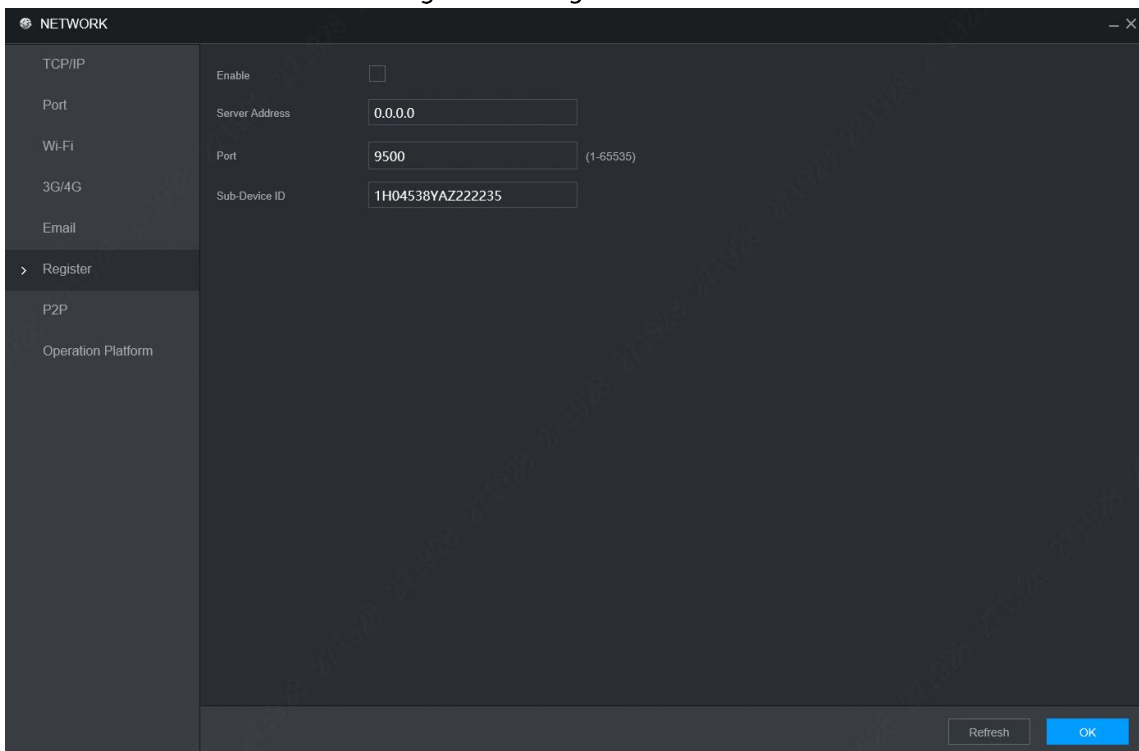 NETWORK
TCP/IP
Port
Wi-Fi
3G/4G
Email
Register
P2P
Operation Platform
Enable
Server Address 0.0.0.0
Port 9500 (1-65535)
Sub-Device ID 1H04538YAZ222235
Refresh OK